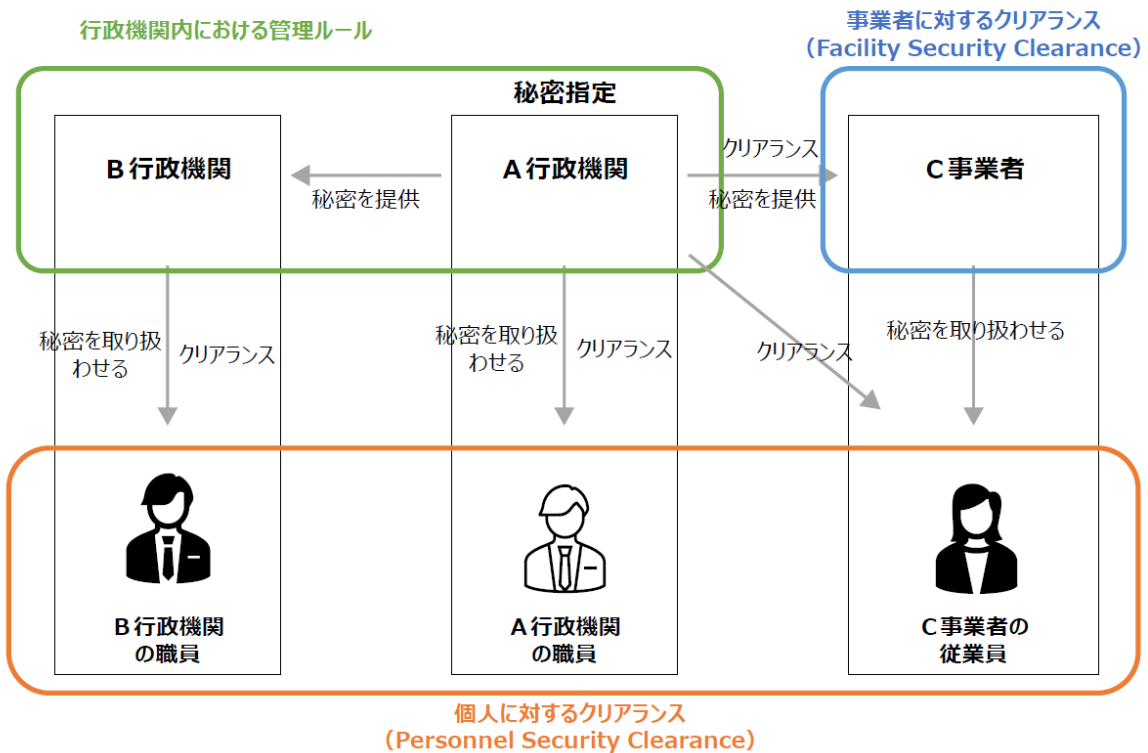 行政機関内における管理ルール
事業者に対するクリアランス
（Facility Security Clearance）
秘密指定
B行政機関
A行政機関
C事業者
クリアランス
秘密を提供
秘密を提供
秘密を取り扱
わせる
クリアランス
秘密を取り扱
わせる
クリアランス
クリアランス
秘密を取り扱わせる
B行政機関
の職員
A行政機関
の職員
C事業者の
従業員
個人に対するクリアランス
（Personnel Security Clearance）